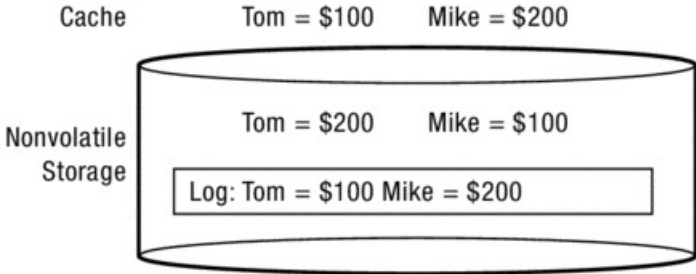 Cache Tom = $100 Mike = $200
Tom = $200 Mike = $100
Nonvolatile
Storage
Log: Tom = $100 Mike = $200